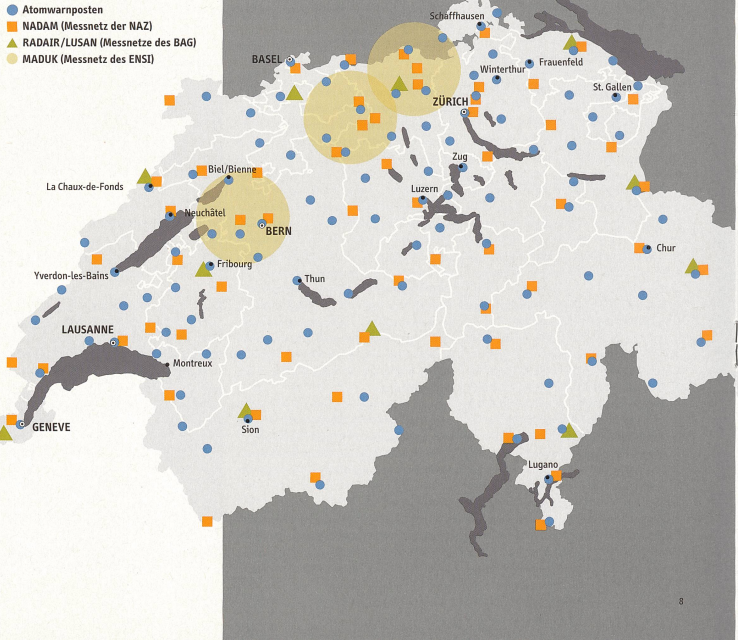 Atomwarnposten
NADAM (Messnetz der NAZ)
RADAIR/LUSAN (Messnetze des BAG)
MADUK (Messnetz des ENSI)
Schaffhausen
BASEL
Frauenfeld
Winterthur
St. Gallen
ZÜRICH
Zug
Biel/Bienne
La Chaux-de-Fonds
Luzern
Neuchâtel
BERN
Chur
Fribourg
Yverdon-les-Bains
Thun
LAUSANNE
Montreux
GENEVE
Sion
Lugano
8